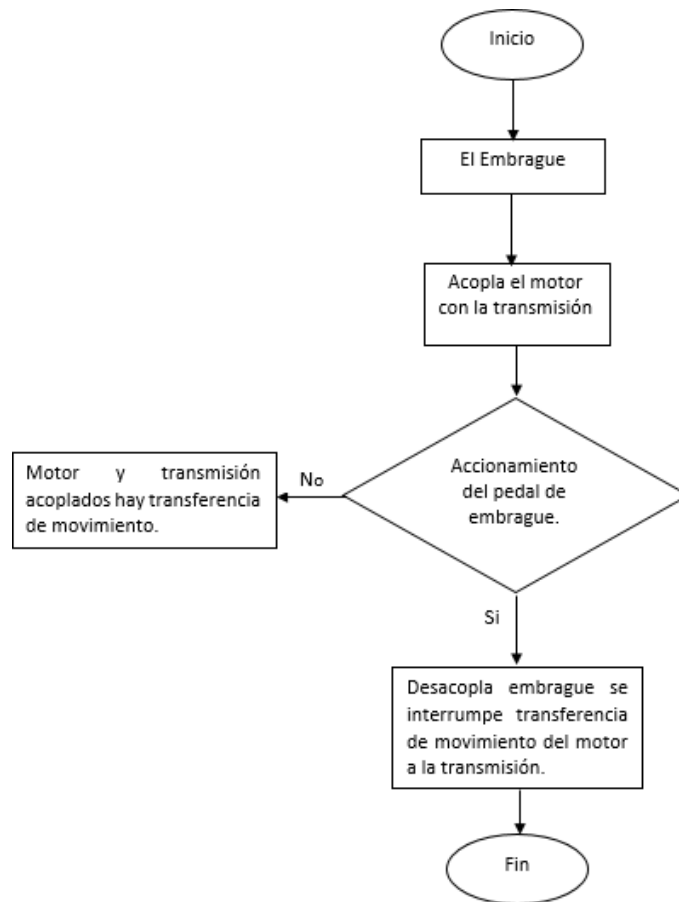 Inicio
El Embrague
Acopla el motor
con la transmisión
Accionamiento
del pedal de
embrague.
No
Motor y transmisión
acoplados hay transferencia
de movimiento.
Si
Desacopla embrague se
interrumpe transferencia
de movimiento del motor
a la transmisión.
Fin